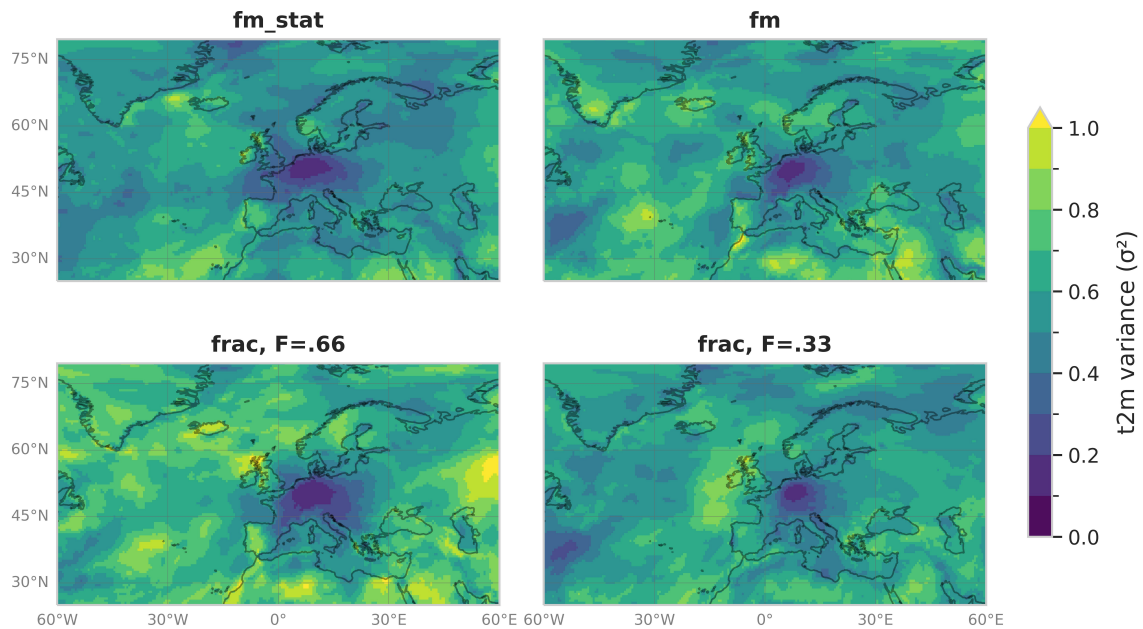 fm_stat fm
75°N
60°N
45°N
30°N
frac, F=.66 frac, F=.33
75°N
60°N
45°N
30°N
60°W 30°W 0° 30°E 60°E 60°W 30°W 0° 30°E 60°E
1.0
0.8
0.6
0.4
0.2
0.0
t2m variance (σ²)